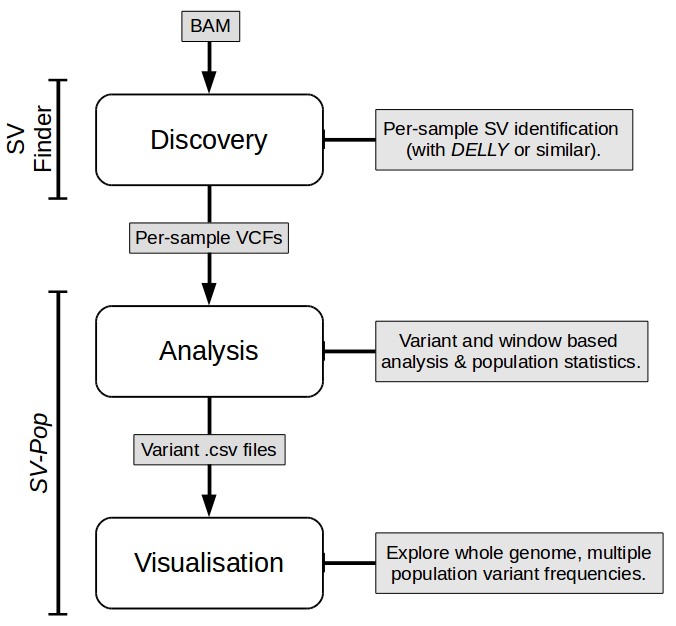 BAM
SV
Finder
Discovery
Per-sample SV identification
(with DELLY or similar).
Per-sample VCFs
SV-Pop
Analysis
Variant and window based
analysis & population statistics.
Variant .csv files
Visualisation
Explore whole genome, multiple
population variant frequencies.